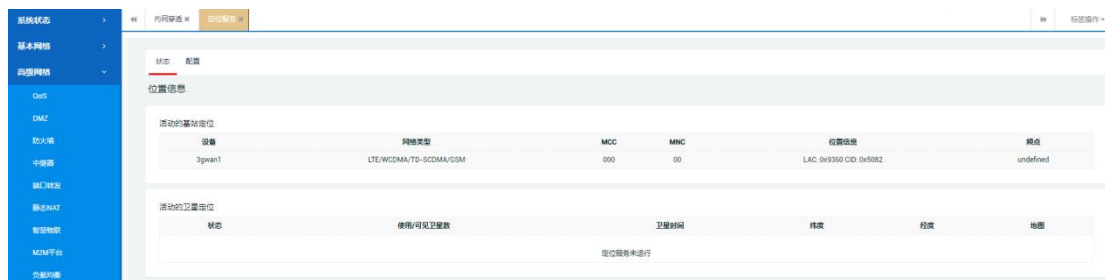 系统状态
内网穿透 ×
定位服务 ×
标签操作
基本网络
状态 配置
高级网络
位置信息
QoS
DMZ
活动的基站定位
设备 网络类型 MCC MNC 位置信息 频点
防火墙
3gwan1 LTE/WCDMA/TD-SCDMA/GSM 000 00 LAC: 0x9360 CID: 0x5082 undefined
中继器
端口转发
静态NAT
活动的卫星定位
状态 使用/可见卫星数 卫星时间 纬度 经度 地图
智慧物联
M2M平台
定位服务未运行
负载均衡